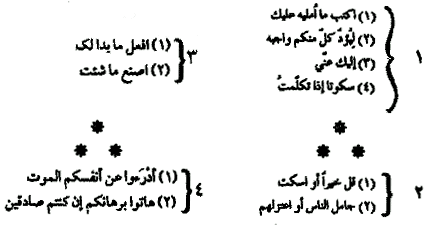 ١
(١) اكتب ما أمليه عليك
(٢) لِيُؤدّ كلّ منكم واجبه
(٣) إليك عنّي
(٤) سكوتا إذا تكلّمتُ
٣
(١) افعل ما بدا لك
(٢) اصنع ما شئت
٢
(١) قل خيراً أو اسكت
(٢) جامل الناس أو اعتزلهم
٤
(١) أدرءوا عن أنفسكم الموت
(٢) هاتوا برهانكم إن كنتم صادقين